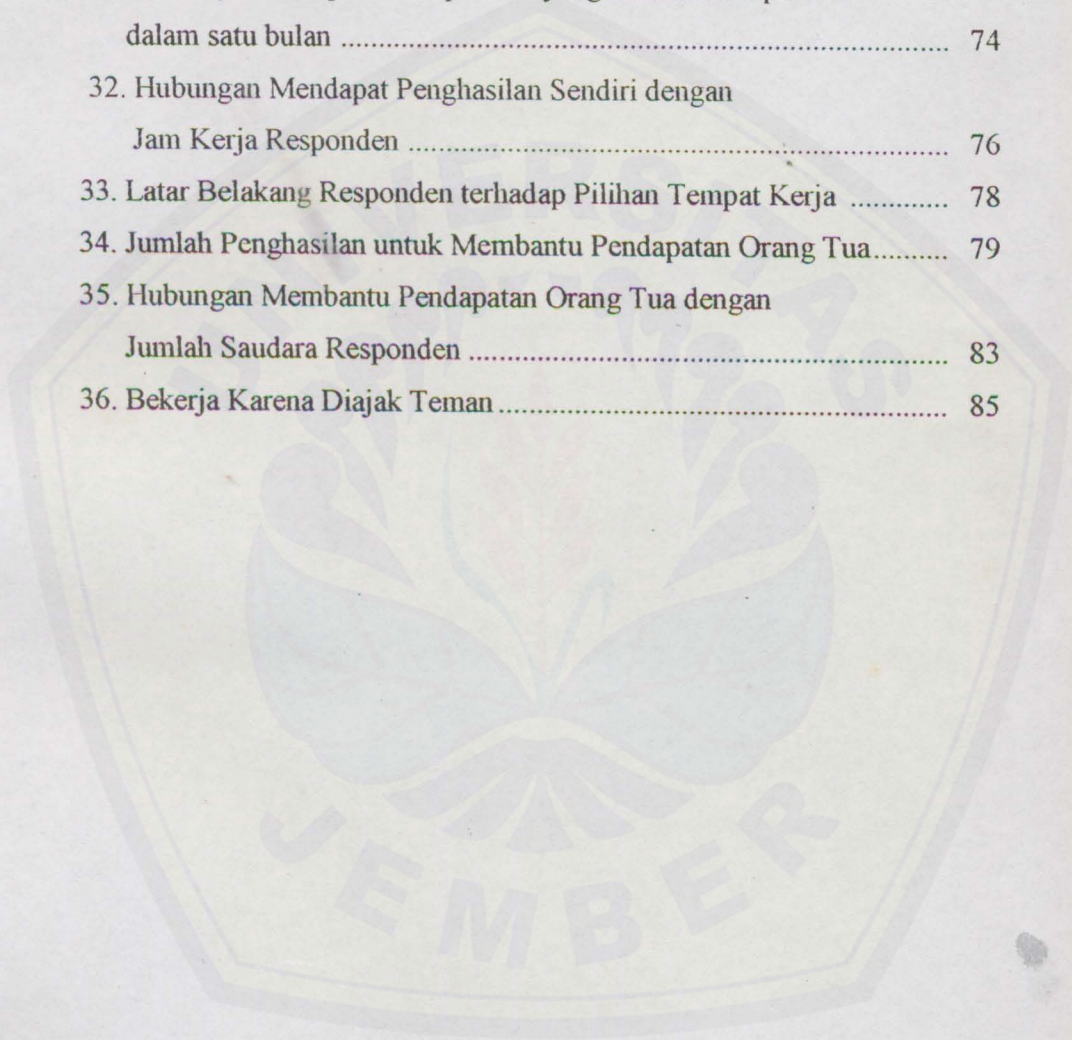 dalam satu bulan ........................................................................................ 74
32. Hubungan Mendapat Penghasilan Sendiri dengan
Jam Kerja Responden .............................................................................. 76
33. Latar Belakang Responden terhadap Pilihan Tempat Kerja ............. 78
34. Jumlah Penghasilan untuk Membantu Pendapatan Orang Tua.......... 79
35. Hubungan Membantu Pendapatan Orang Tua dengan
Jumlah Saudara Responden ..................................................................... 83
36. Bekerja Karena Diajak Teman ................................................................. 85
UNIVERSITAS
JEMBER